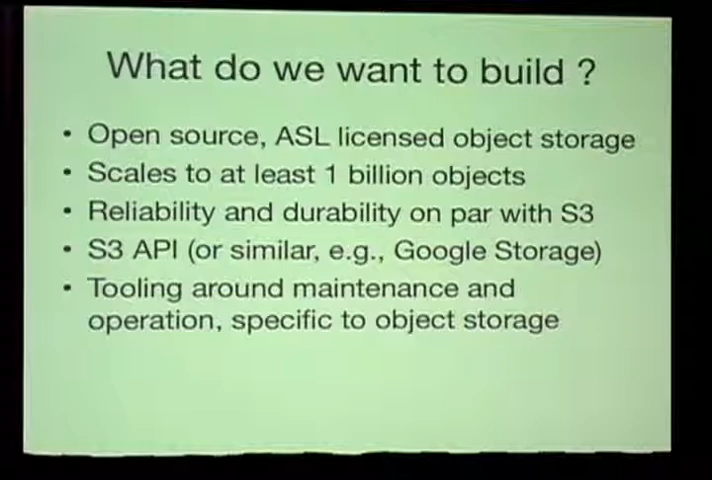 What do we want to build ?
• Open source, ASL licensed object storage
• Scales to at least 1 billion objects
• Reliability and durability on par with S3
• S3 API (or similar, e.g., Google Storage)
• Tooling around maintenance and
operation, specific to object storage